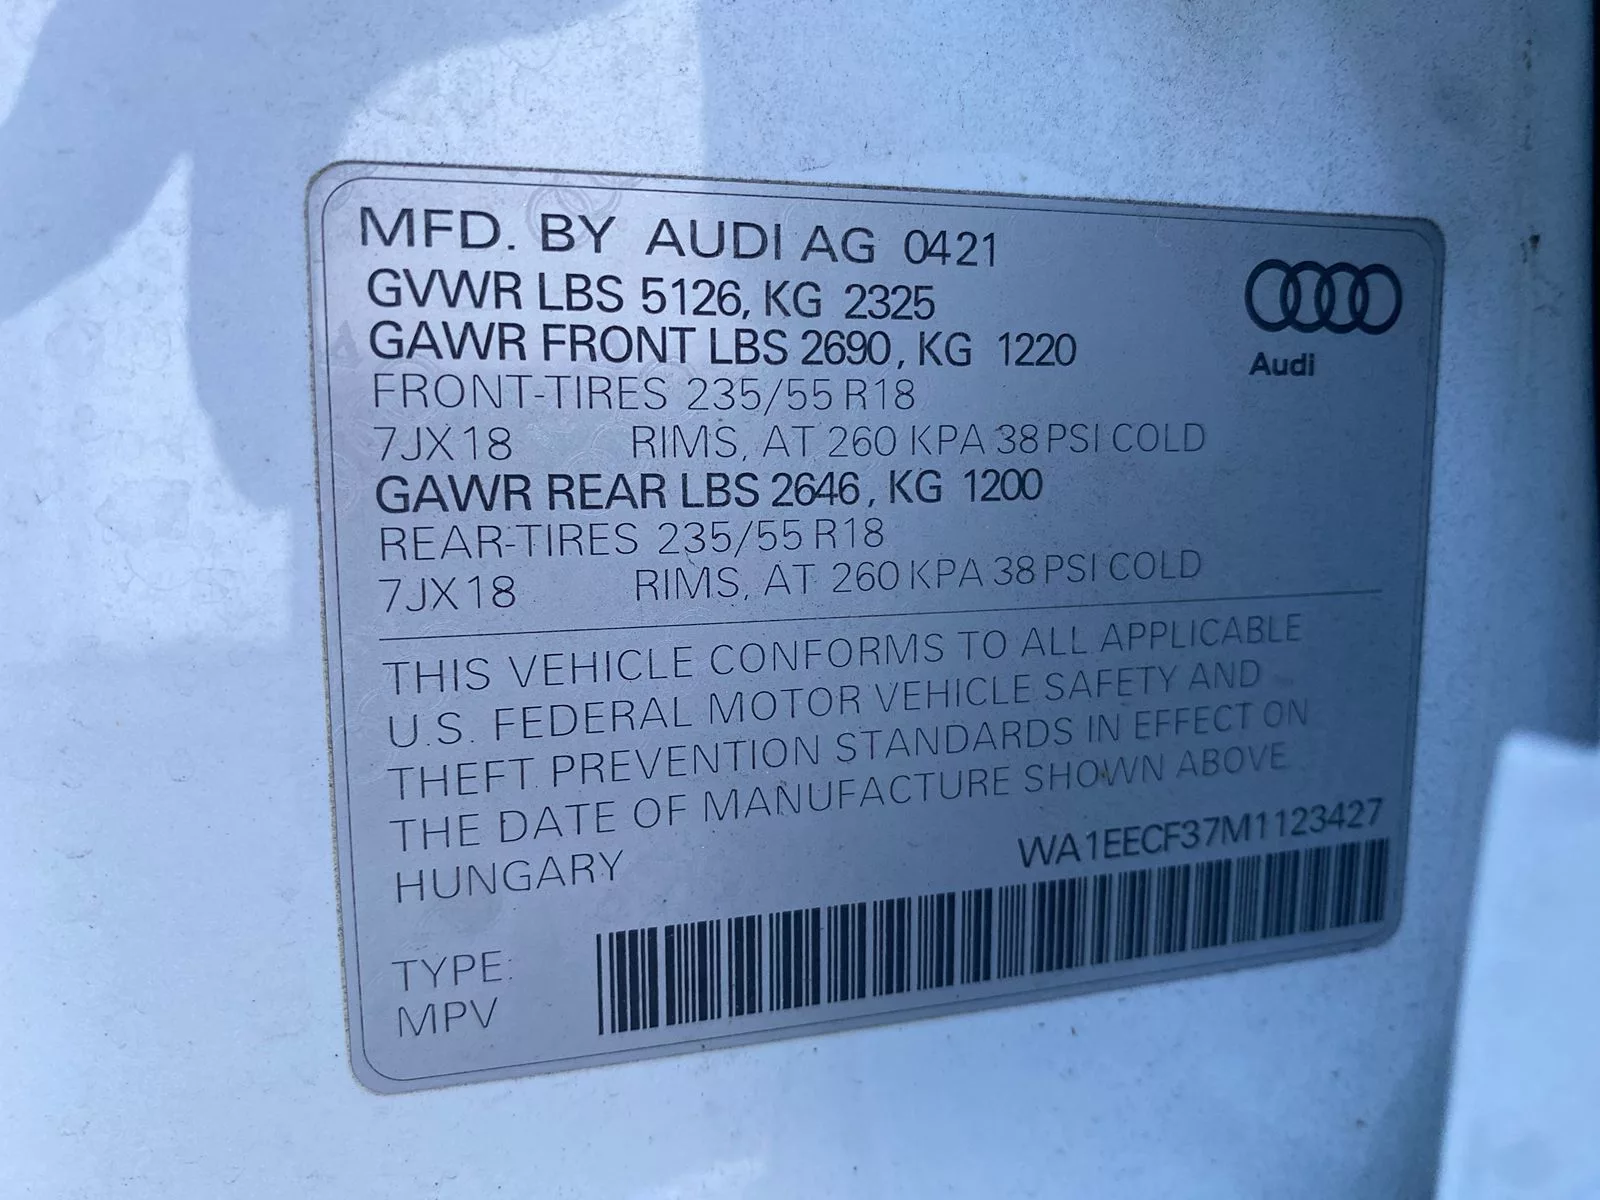 MFD. BY AUDI AG 0421
GVWR LBS 5126, KG 2325
GAWR FRONT LBS 2690, KG 1220
Audi
FRONT-TIRES 235/55 R18
7JX18 RIMS, AT 260 KPA 38 PSI COLD
GAWR REAR LBS 2646, KG 1200
REAR-TIRES 235/55 R18
7JX18 RIMS, AT 260 KPA 38 PSI COLD
THIS VEHICLE CONFORMS TO ALL APPLICABLE
U.S. FEDERAL MOTOR VEHICLE SAFETY AND
THEFT PREVENTION STANDARDS IN EFFECT ON
THE DATE OF MANUFACTURE SHOWN ABOVE
HUNGARY WA1EECF37M1123427
TYPE:
MPV